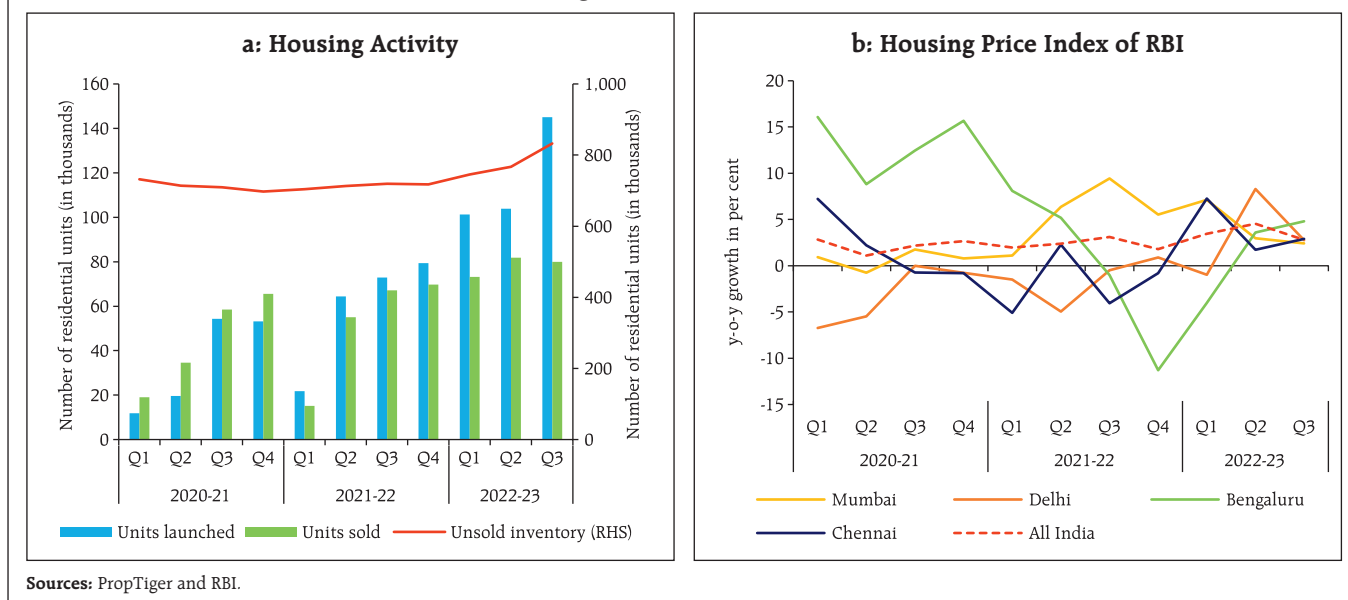 a: Housing Activity
Number of residential units (in thousands)
160
140
120
100
80
60
40
20
0
1,000
800
600
400
200
0
Number of residential units (in thousands)
Q1 Q2 Q3 Q4 Q1 Q2 Q3 Q4 Q1 Q2 Q3
2020-21 2021-22 2022-23
Units launched Units sold Unsold inventory (RHS)
b: Housing Price Index of RBI
y-o-y growth in per cent
20
15
10
5
0
-5
-10
-15
Q1 Q2 Q3 Q4 Q1 Q2 Q3 Q4 Q1 Q2 Q3
2020-21 2021-22 2022-23
Mumbai Delhi Bengaluru
Chennai All India
Sources: PropTiger and RBI.